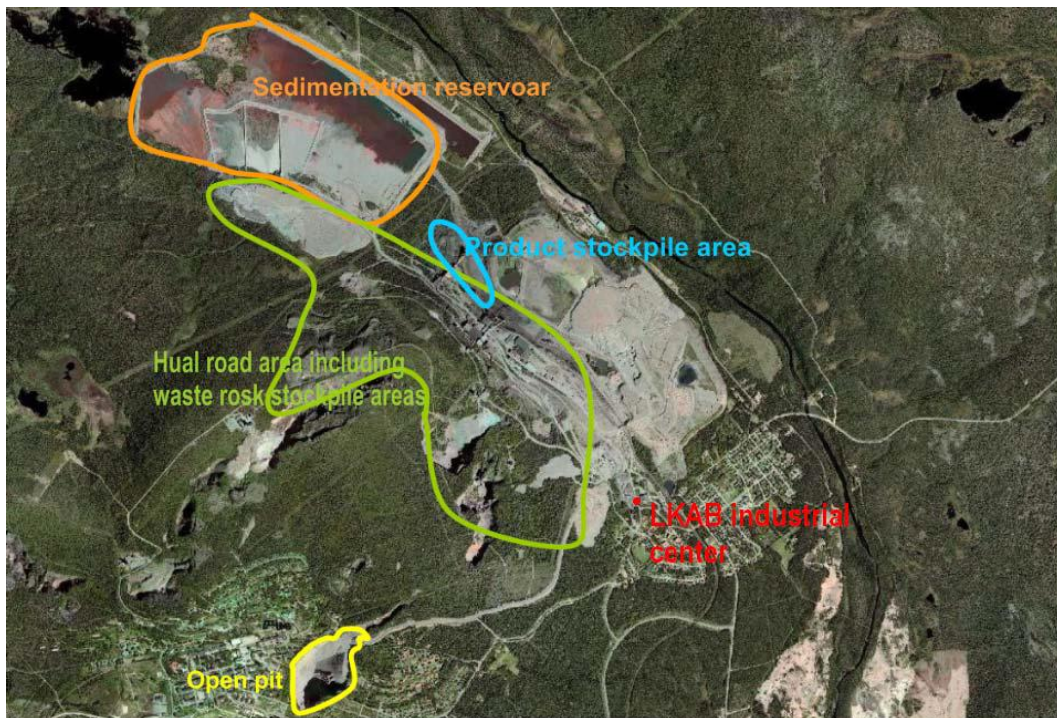 Sedimentation reservoar
Product stockpile area
Hual road area including
waste rosk stockpile areas
LKAB industrial
center
Open pit